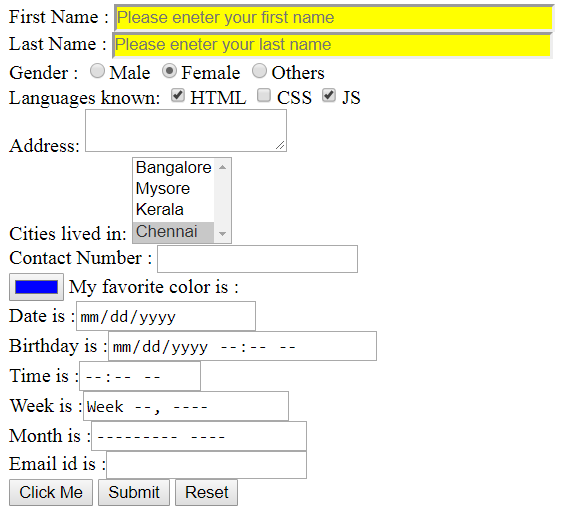 First Name : Please eneter your first name
Last Name : Please eneter your last name
Gender : Male Female Others
Languages known: HTML CSS JS
Address:
Bangalore
Mysore
Kerala
Cities lived in: Chennai
Contact Number :
My favorite color is :
Date is : mm/dd/yyyy
Birthday is : mm/dd/yyyy --:-- --
Time is : --:-- --
Week is : Week --, ----
Month is : --------- ----
Email id is :
Click Me Submit Reset